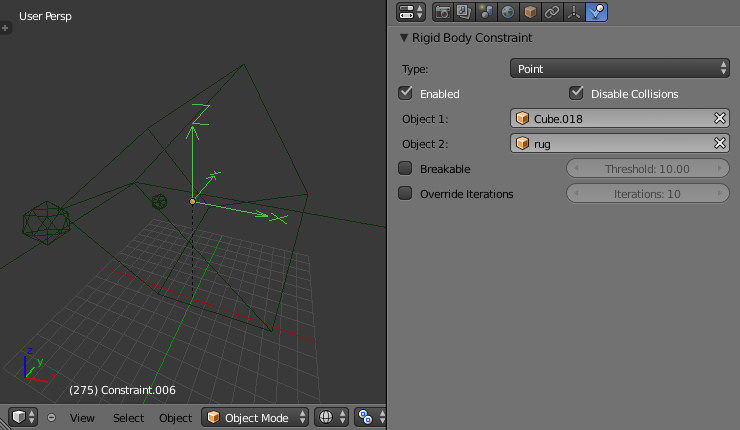 User Persp
Z
Y
X
z
y
x
(275) Constraint.006
View Select Object Object Mode
Rigid Body Constraint
Type: Point
Enabled Disable Collisions
Object 1: Cube.018
Object 2: rug
Breakable Threshold: 10.00
Override Iterations Iterations: 10